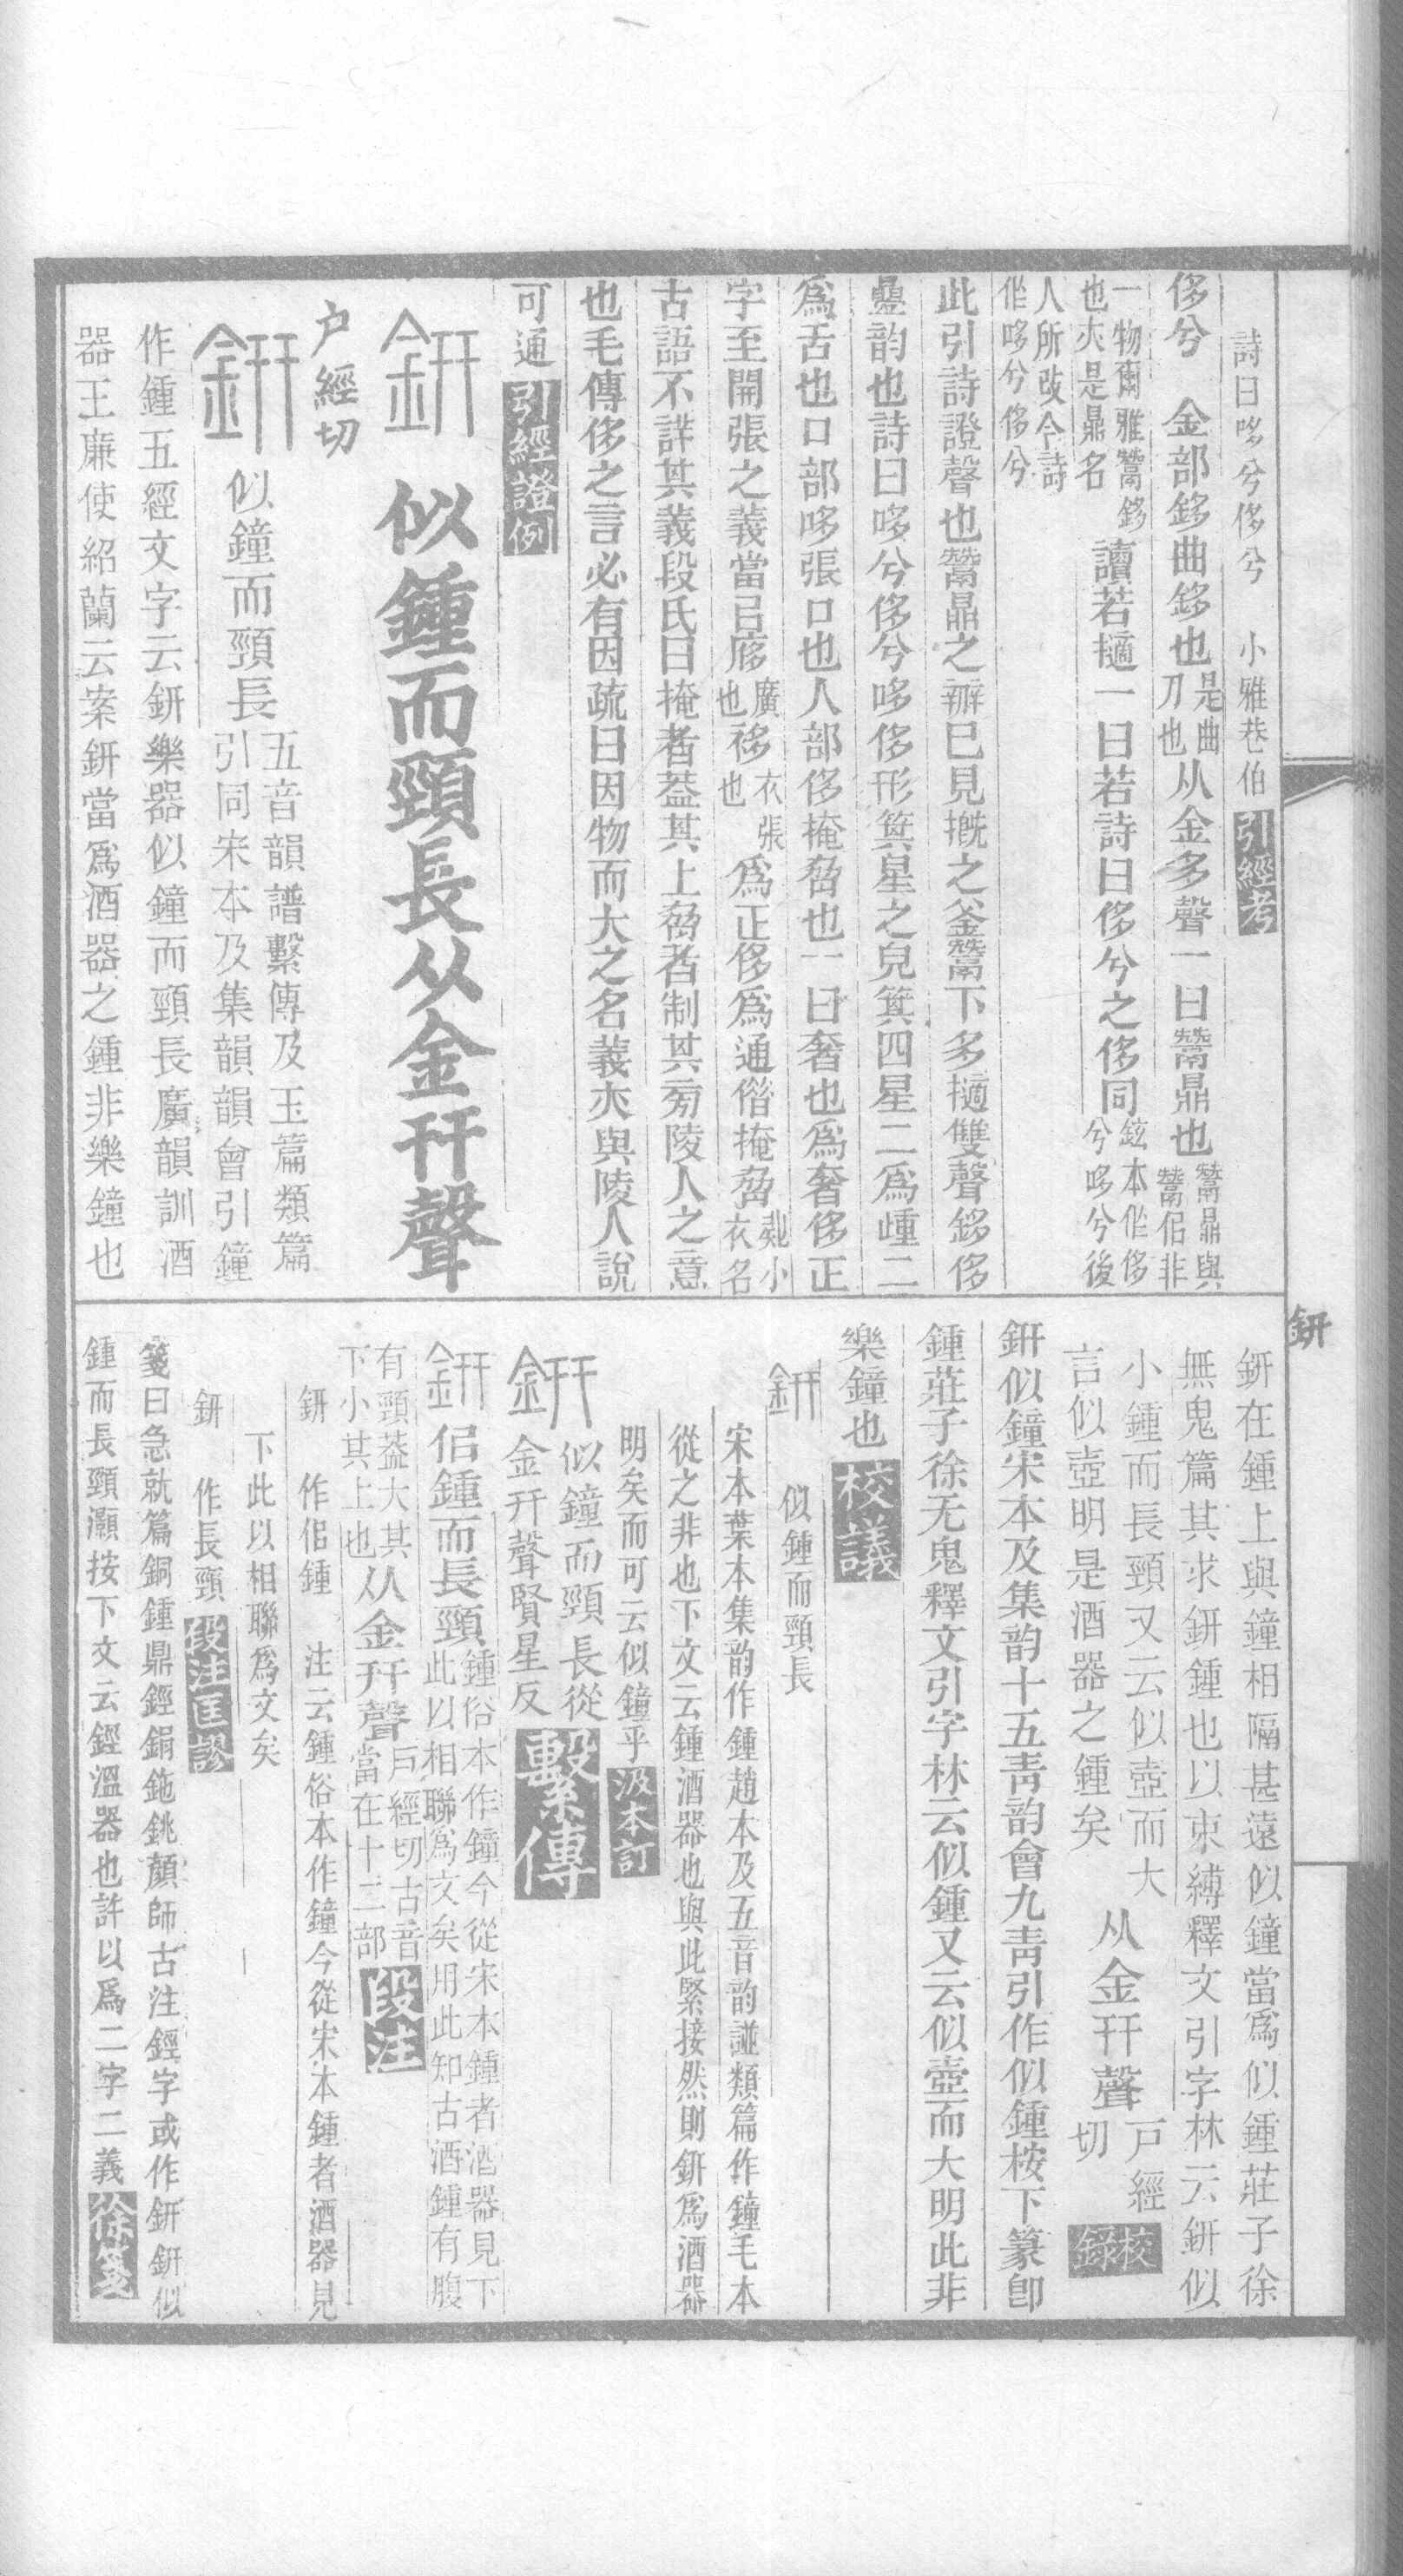 詩曰哆兮侈兮　小雅巷伯　引經考
侈兮　金部鉹曲鉹也是曲刀也从金多聲一曰鬵鼎也鬵鼎與鬵侣非
一物爾雅鬵鉹也夾是鼎名讀若擿一曰若詩曰侈兮之侈同鉉本作侈兮哆兮後
人所改今詩作哆兮侈兮
此引詩證聲也鬵鼎之辯巳見摡之釜鬵下多擿雙聲鉹侈
疊韵也詩曰哆兮侈兮哆侈形箕星之皃箕四星二爲歱二
爲舌也口部哆張口也人部侈掩脅也一曰奢也爲奢侈正
字至開張之義當㠯廖廣也袳衣張也爲正侈爲通偕掩脅小衣名
古語不詳其義段氏曰掩者葢其上脅者制其㫄陵人之意
也毛傳侈之言必有因疏曰因物而大之名義夾與陵人說
可通　引經證例
鈃　似鍾而頸長从金幵聲
户經切
鈃　似鐘而頸長五音韻譜繫傳及玉篇類篇引同宋本及集韻韻會引鐘
作鍾五經文字云鈃樂器似鐘而頸長廣韻訓酒
器王廉使紹蘭云案鈃當爲酒器之鍾非樂鐘也
鈃
鈃在鍾上與鐘相隔甚遠似鐘當爲似鍾莊子徐
無鬼篇其求鈃鍾也以束縛釋文引字林云鈃似
小鍾而長頸又云似壺而大
言似壺明是酒器之鍾矣　从金幵聲戸經切　校錄
鈃似鐘宋本及集韵十五靑韵會九靑引作似鍾桉下篆卽
鍾莊子徐无鬼釋文引字林云似鍾又云似壺而大明此非
樂鐘也　校議
鈃　似鍾而頸長
宋本葉本集韵作鍾趙本及五音韵譜類篇作鐘毛本
從之非也下文云鍾酒器也與此緊接然則鈃爲酒器
明矣而可云似鐘乎　汲本訂
鈃　似鐘而頸長從金幵聲賢星反　繫傳
鈃　侣鍾而長頸鍾俗本作鐘今從宋本鍾者酒器見下此以相聯爲文矣用此知古酒鍾有腹
有頸葢大其下小其上也从金幵聲戸經切古音當在十二部　段注
鈃　作侣鍾　注云鍾俗本作鐘今從宋本鍾者酒器見
下此以相聯爲文矣
鈃　作長頸　段注匡謬
箋曰急就篇銅鍾鼎鋞鋗鉇銚顔師古注鋞字或作鈃鈃似
鍾而長頸灝按下文云鋞溫器也許以爲二字二義　徐箋